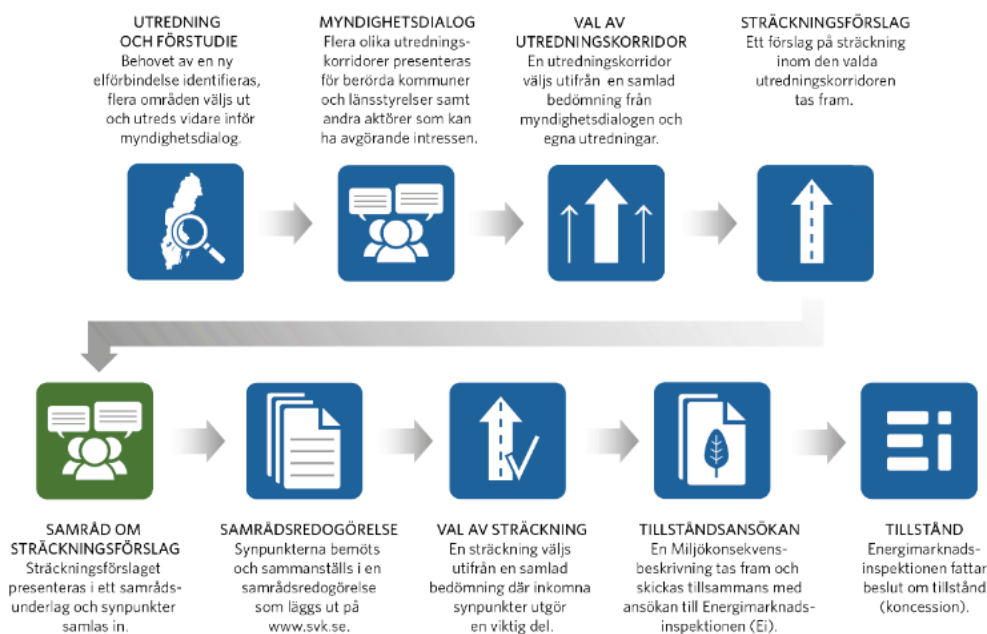 UTREDNING
OCH FÖRSTUDIE
Behovet av en ny
elförbindelse identifieras,
flera områden väljs ut
och utreds vidare inför
myndighetsdialog.
MYNDIGHETSDIALOG
Flera olika utrednings-
korridorer presenteras
för berörda kommuner
och länsstyrelser samt
andra aktörer som kan
ha avgörande intressen.
VAL AV
UTREDNINGSKORRIDOR
En utredningskorridor
väljs utifrån en samlad
bedömning från
myndighetsdialogen och
egna utredningar.
STRÄCKNINGSFÖRSLAG
Ett förslag på sträckning
inom den valda
utredningskorridoren
tas fram.
Ei
SAMRÅD OM
STRÄCKNINGSFÖRSLAG
Sträckningsförslaget
presenteras i ett samråds-
underlag och synpunkter
samlas in.
SAMRÅDSREDOGÖRELSE
Synpunkterna bemöts
och sammanställs i en
samrådsredogörelse
som läggs ut på
www.svk.se.
VAL AV STRÄCKNING
En sträckning väljs
utifrån en samlad
bedömning där inkomna
synpunkter utgör
en viktig del.
TILLSTÅNDSANSÖKAN
En Miljökonsekvens-
beskrivning tas fram och
skickas tillsammans med
ansökan till Energimarknads-
inspektionen (Ei).
TILLSTÅND
Energimarknads-
inspektionen fattar
beslut om tillstånd
(koncession).